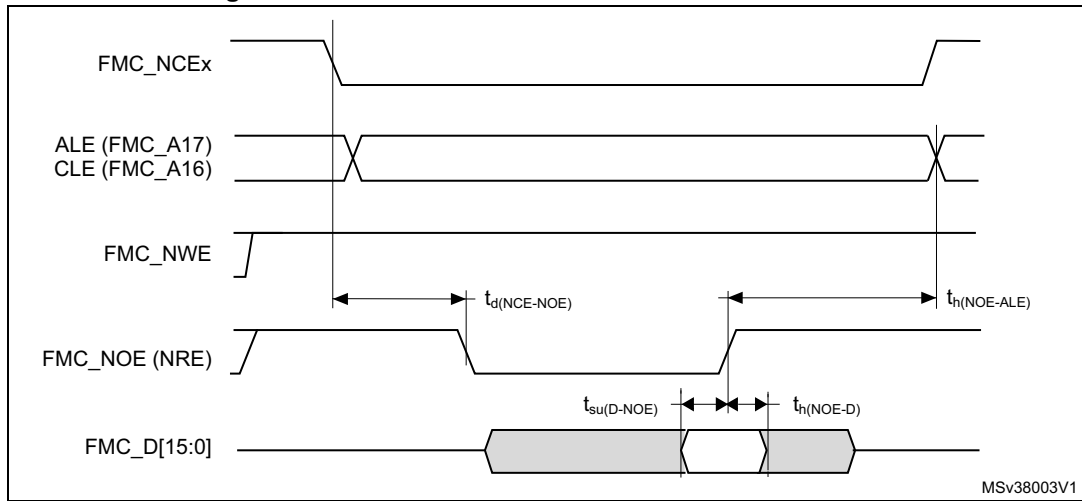 FMC_NCEx
ALE (FMC_A17)
CLE (FMC_A16)
FMC_NWE
td(NCE-NOE)
th(NOE-ALE)
FMC_NOE (NRE)
tsu(D-NOE)
th(NOE-D)
FMC_D[15:0]
MSv38003V1